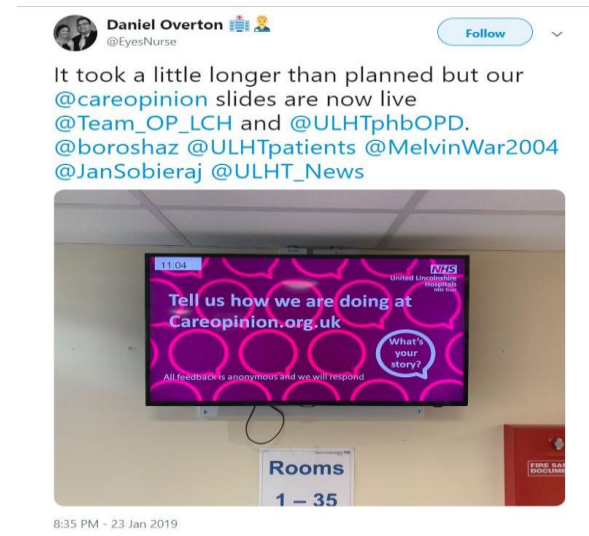 Daniel Overton 🏥 🤦‍♂️
@EyesNurse
Follow
It took a little longer than planned but our
@careopinion slides are now live
@Team_OP_LCH and @ULHTphbOPD.
@boroshaz @ULHTpatients @MelvinWar2004
@JanSobieraj @ULHT_News
11:04
NHS
United Lincolnshire
Hospitals
NHS Trust
Tell us how we are doing at
Careopinion.org.uk
What's
your
story?
All feedback is anonymous and we will respond
Rooms
1 – 35
8:35 PM - 23 Jan 2019